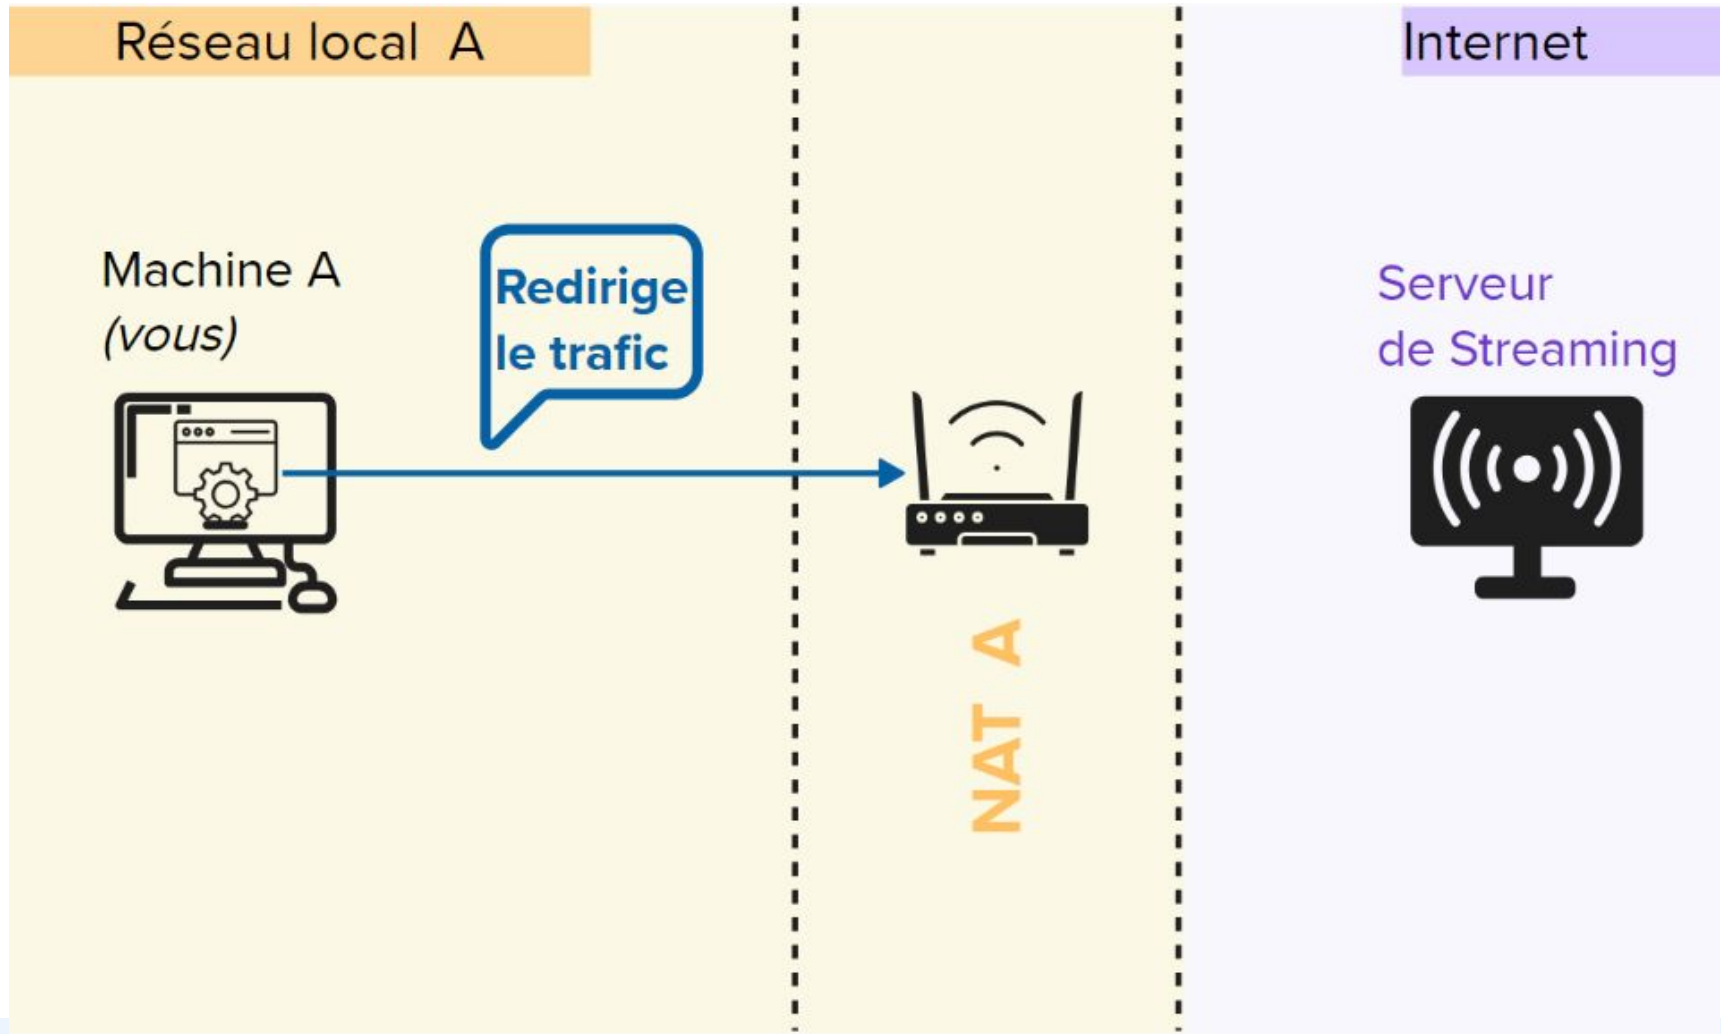 Réseau local A
Internet
Machine A
(vous)
Redirige
le trafic
Serveur
de Streaming
NAT A